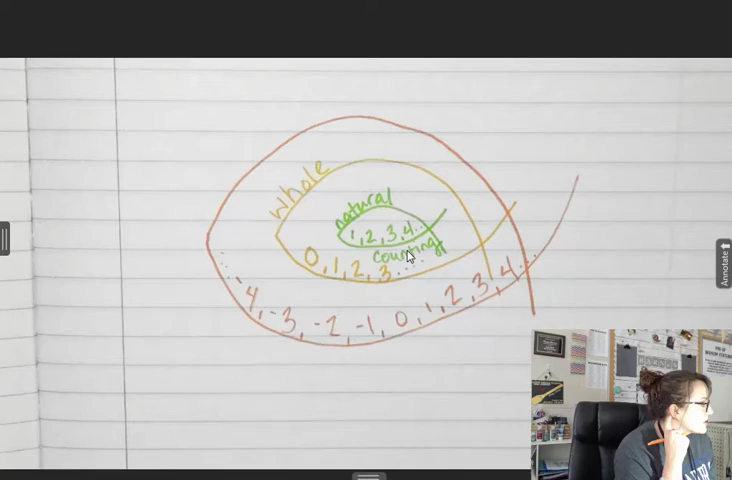 whole
natural
1, 2, 3, 4...
counting
0, 1, 2, 3...
...-4, -3, -2, -1, 0, 1, 2, 3, 4...
Annotate